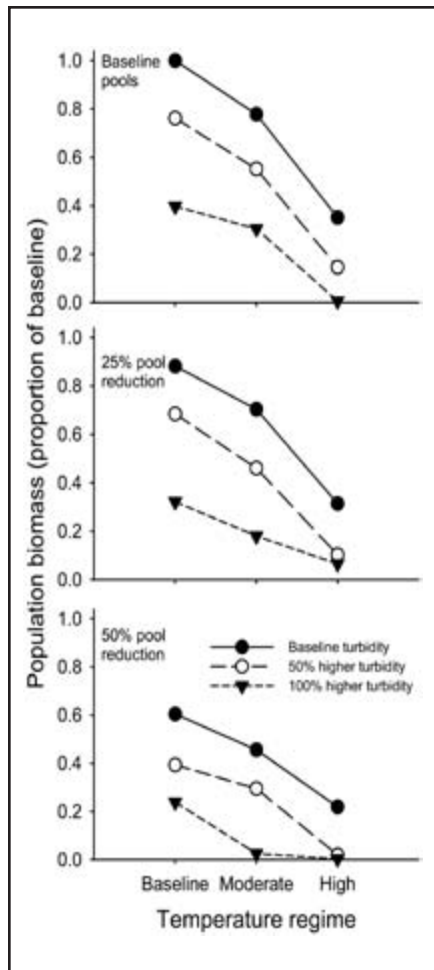 Population biomass (proportion of baseline)
Baseline
pools
1.0
0.8
0.6
0.4
0.2
0.0
25% pool
reduction
1.0
0.8
0.6
0.4
0.2
0.0
50% pool
reduction
1.0
0.8
0.6
0.4
0.2
0.0
Baseline turbidity
50% higher turbidity
100% higher turbidity
Baseline Moderate High
Temperature regime